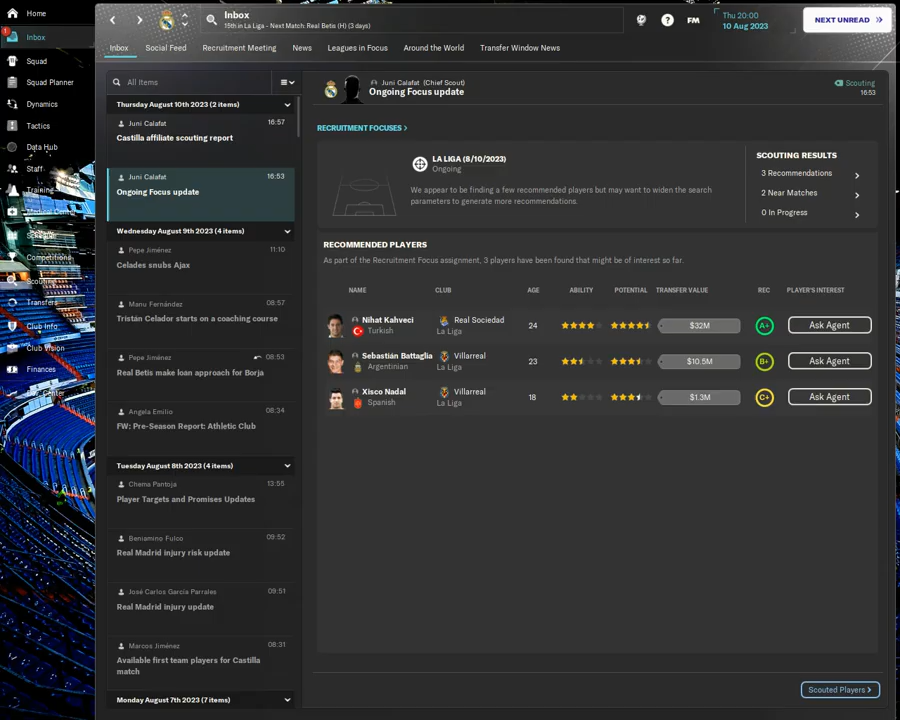 Home
Inbox
Squad
Squad Planner
Dynamics
Tactics
Data Hub
Staff
Training
Medical Centre
Competitions
Scouting
Transfers
Club Info
Club Vision
Finances
Inbox
15th in La Liga - Next Match: Real Betis (H) (3 days)
FM
Thu 20:00
10 Aug 2023
NEXT UNREAD
Inbox
Social Feed
Recruitment Meeting
News
Leagues in Focus
Around the World
Transfer Window News
All Items
Thursday August 10th 2023 (2 items)
Juni Calafat 16:57
Castilla affiliate scouting report
Juni Calafat 16:53
Ongoing Focus update
Wednesday August 9th 2023 (4 items)
Pepe Jiménez 11:10
Celades snubs Ajax
Manu Fernández 08:57
Tristán Celador starts on a coaching course
Pepe Jiménez 08:53
Real Betis make loan approach for Borja
Angela Emilio 08:34
FW: Pre-Season Report: Athletic Club
Tuesday August 8th 2023 (4 items)
Chema Pantoja 13:55
Player Targets and Promises Updates
Beniamino Fulco 09:52
Real Madrid injury risk update
José Carlos García Parrales 09:51
Real Madrid injury update
Marcos Jiménez 08:31
Available first team players for Castilla
match
Monday August 7th 2023 (7 items)
Juni Calafat (Chief Scout)
Ongoing Focus update
Scouting
16:53
RECRUITMENT FOCUSES >
LA LIGA (8/10/2023)
Ongoing
We appear to be finding a few recommended players but may want to widen the search
parameters to generate more recommendations.
SCOUTING RESULTS
3 Recommendations
2 Near Matches
0 In Progress
RECOMMENDED PLAYERS
As part of the Recruitment Focus assignment, 3 players have been found that might be of interest so far.
NAME CLUB AGE ABILITY POTENTIAL TRANSFER VALUE REC PLAYER'S INTEREST
Nihat Kahveci Real Sociedad 24 $32M A+ Ask Agent
Turkish La Liga
Sebastián Battaglia Villarreal 23 $10.5M B+ Ask Agent
Argentinian La Liga
Xisco Nadal Villarreal 18 $1.3M C+ Ask Agent
Spanish La Liga
Scouted Players >